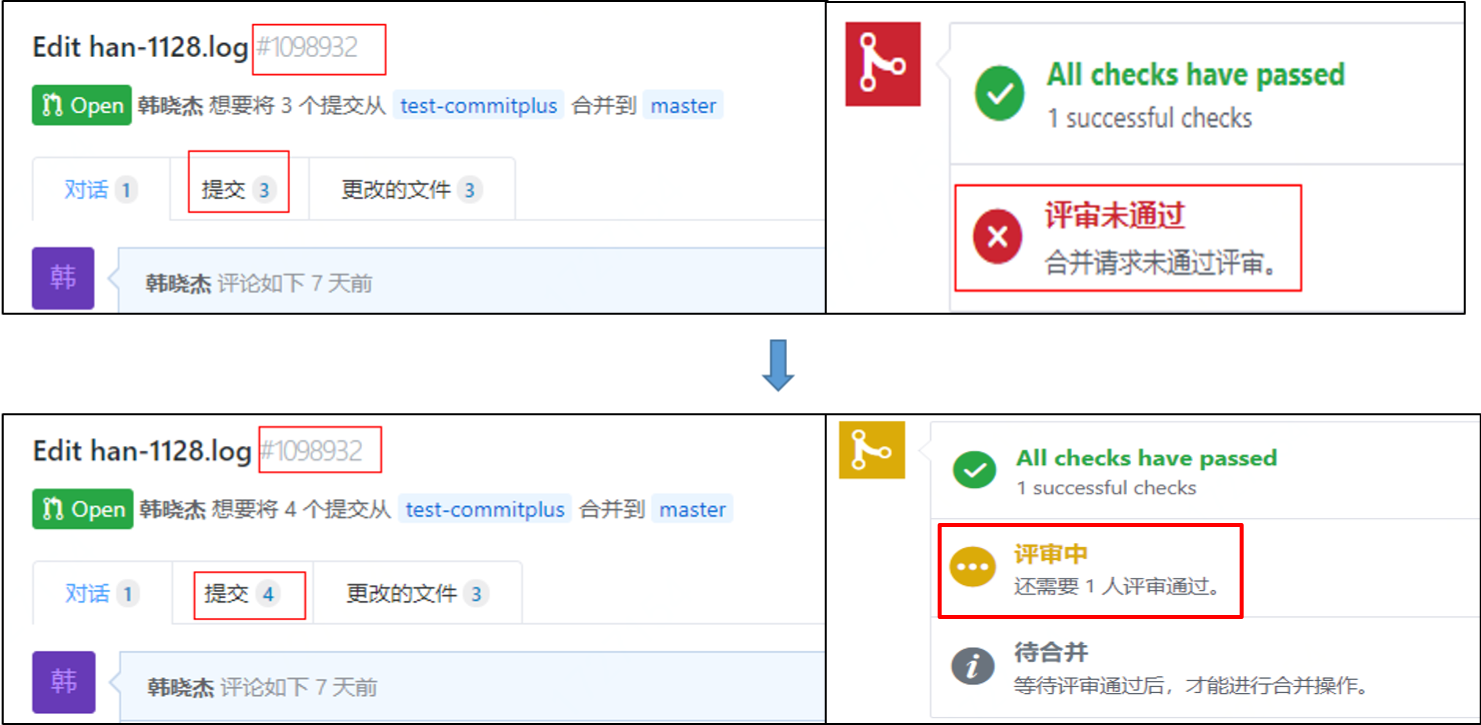 Edit han-1128.log #1098932
Open 韩晓杰 想要将 3 个提交从 test-commitplus 合并到 master
对话 1 提交 3 更改的文件 3
韩
韩晓杰 评论如下 7 天前
All checks have passed
1 successful checks
评审未通过
合并请求未通过评审。
Edit han-1128.log #1098932
Open 韩晓杰 想要将 4 个提交从 test-commitplus 合并到 master
对话 1 提交 4 更改的文件 3
韩
韩晓杰 评论如下 7 天前
All checks have passed
1 successful checks
评审中
还需要 1 人评审通过。
待合并
等待评审通过后，才能进行合并操作。